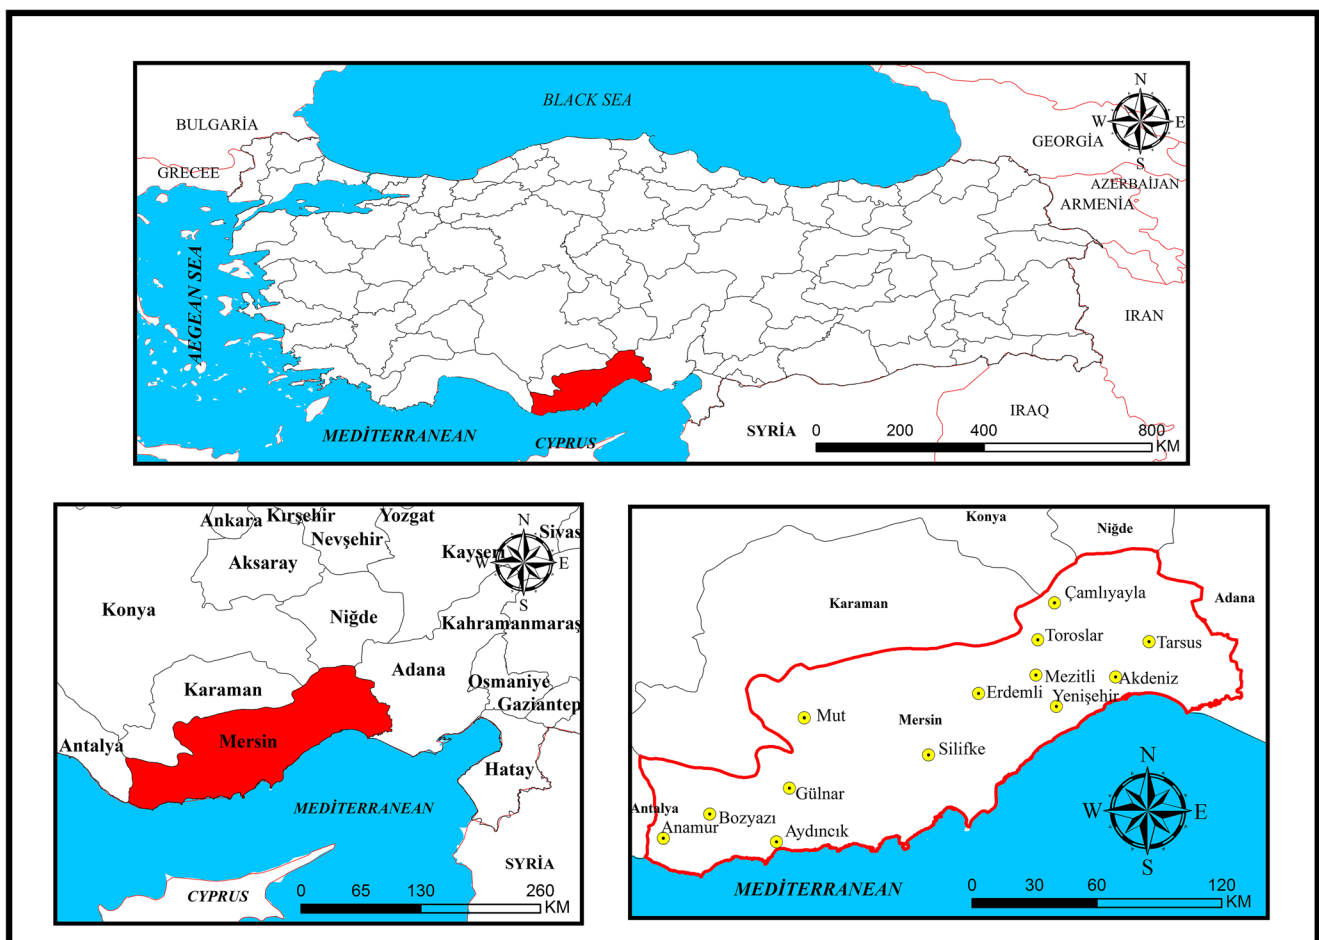 BLACK SEA
N
W
E
S
BULGARİA
GEORGİA
GRECEE
AZERBAİJAN
ARMENİA
AEGEAN SEA
IRAN
IRAQ
MEDİTERRANEAN
CYPRUS
SYRİA
0 200 400 800
KM
Ankara
Kırşehir
Yozgat
Nevşehir
Sivas
Kayseri
N
W
E
S
Aksaray
Konya
Niğde
Kahramanmaraş
Adana
Karaman
Osmaniye
Gaziantep
Antalya
Mersin
Hatay
MEDİTERRANEAN
SYRİA
CYPRUS
0 65 130 260
KM
Konya
Niğde
Karaman
Adana
Çamlıyayla
Toroslar
Tarsus
Mezitli
Akdeniz
Erdemli
Yenişehir
Mut
Mersin
Silifke
Gülnar
Antalya
Bozyazı
Anamur
Aydıncık
N
W
E
S
MEDİTERRANEAN
0 30 60 120
KM